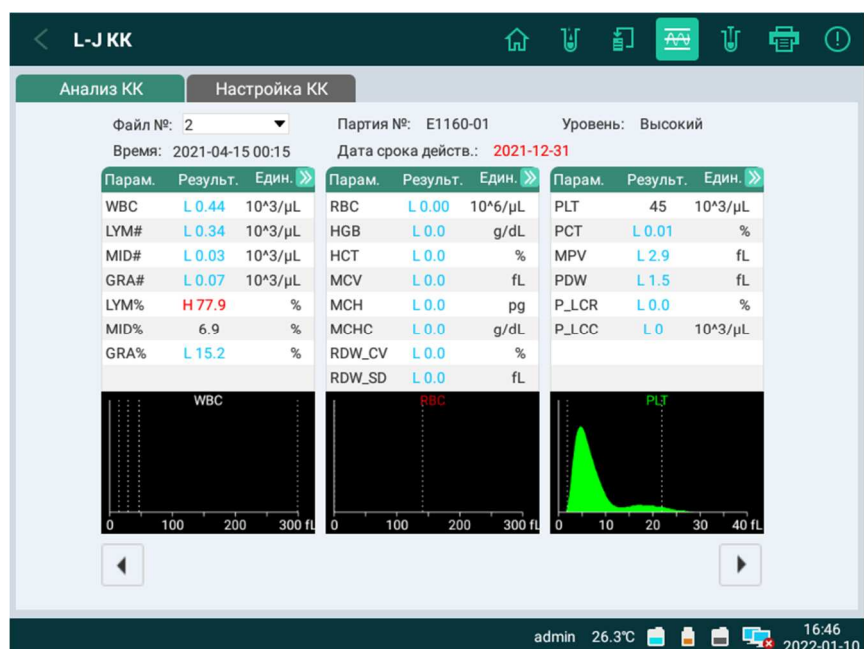 L-J КК
Анализ КК Настройка КК
Файл №: 2 Партия №: E1160-01 Уровень: Высокий
Время: 2021-04-15 00:15 Дата срока действ.: 2021-12-31
Парам. Результ. Един. Парам. Результ. Един. Парам. Результ. Един.
WBC L 0.44 10^3/µL RBC L 0.00 10^6/µL PLT 45 10^3/µL
LYM# L 0.34 10^3/µL HGB L 0.0 g/dL PCT L 0.01 %
MID# L 0.03 10^3/µL HCT L 0.0 % MPV L 2.9 fL
GRA# L 0.07 10^3/µL MCV L 0.0 fL PDW L 1.5 fL
LYM% H 77.9 % MCH L 0.0 pg P_LCR L 0.0 %
MID% 6.9 % MCHC L 0.0 g/dL P_LCC L 0 10^3/µL
GRA% L 15.2 % RDW_CV L 0.0 %
RDW_SD L 0.0 fL
WBC RBC PLT
0 100 200 300 fL 0 100 200 300 fL 0 10 20 30 40 fL
admin 26.3℃ 16:46
2022-01-10